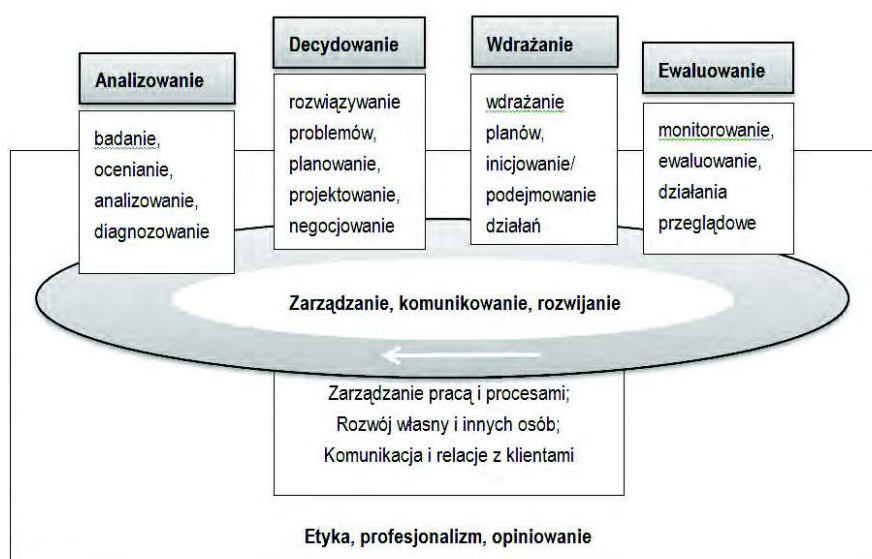 Analizowanie
badanie,
ocenianie,
analizowanie,
diagnozowanie
Decydowanie
rozwiązywanie
problemów,
planowanie,
projektowanie,
negocjowanie
Wdrażanie
wdrażanie
planów,
inicjowanie/
podejmowanie
działań
Ewaluowanie
monitorowanie,
ewaluowanie,
działania
przeglądowe
Zarządzanie, komunikowanie, rozwijanie
Zarządzanie pracą i procesami;
Rozwój własny i innych osób;
Komunikacja i relacje z klientami
Etyka, profesjonalizm, opiniowanie